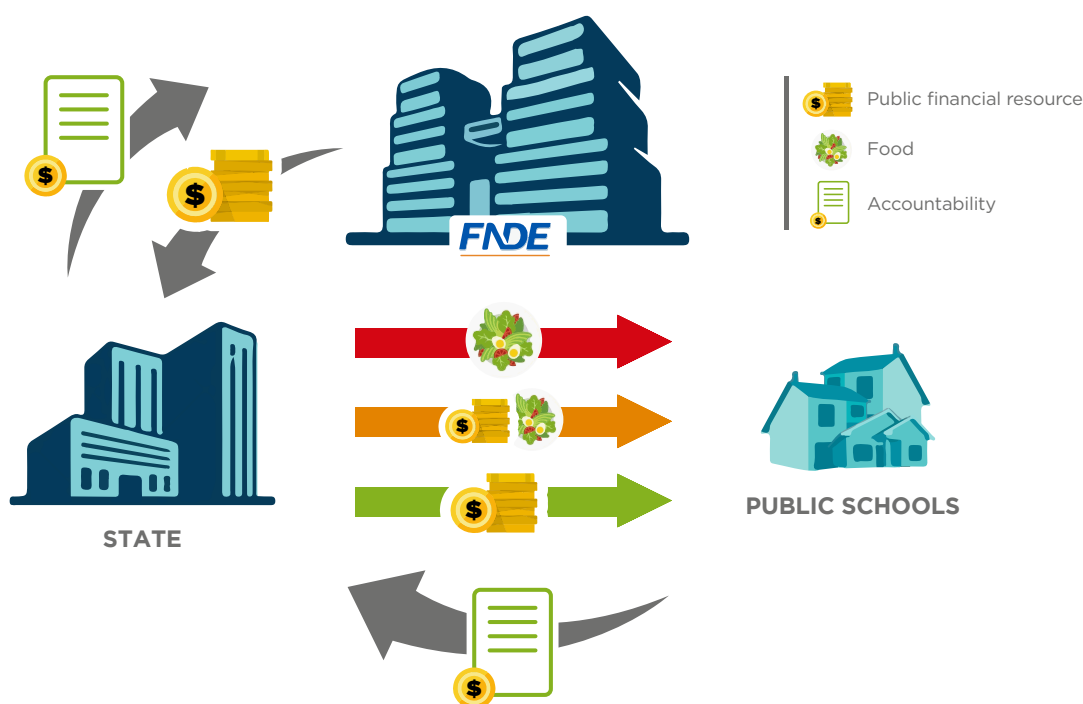 Public financial resource
Food
Accountability
$
$
$
$
FNDE
$
$
STATE
PUBLIC SCHOOLS
$